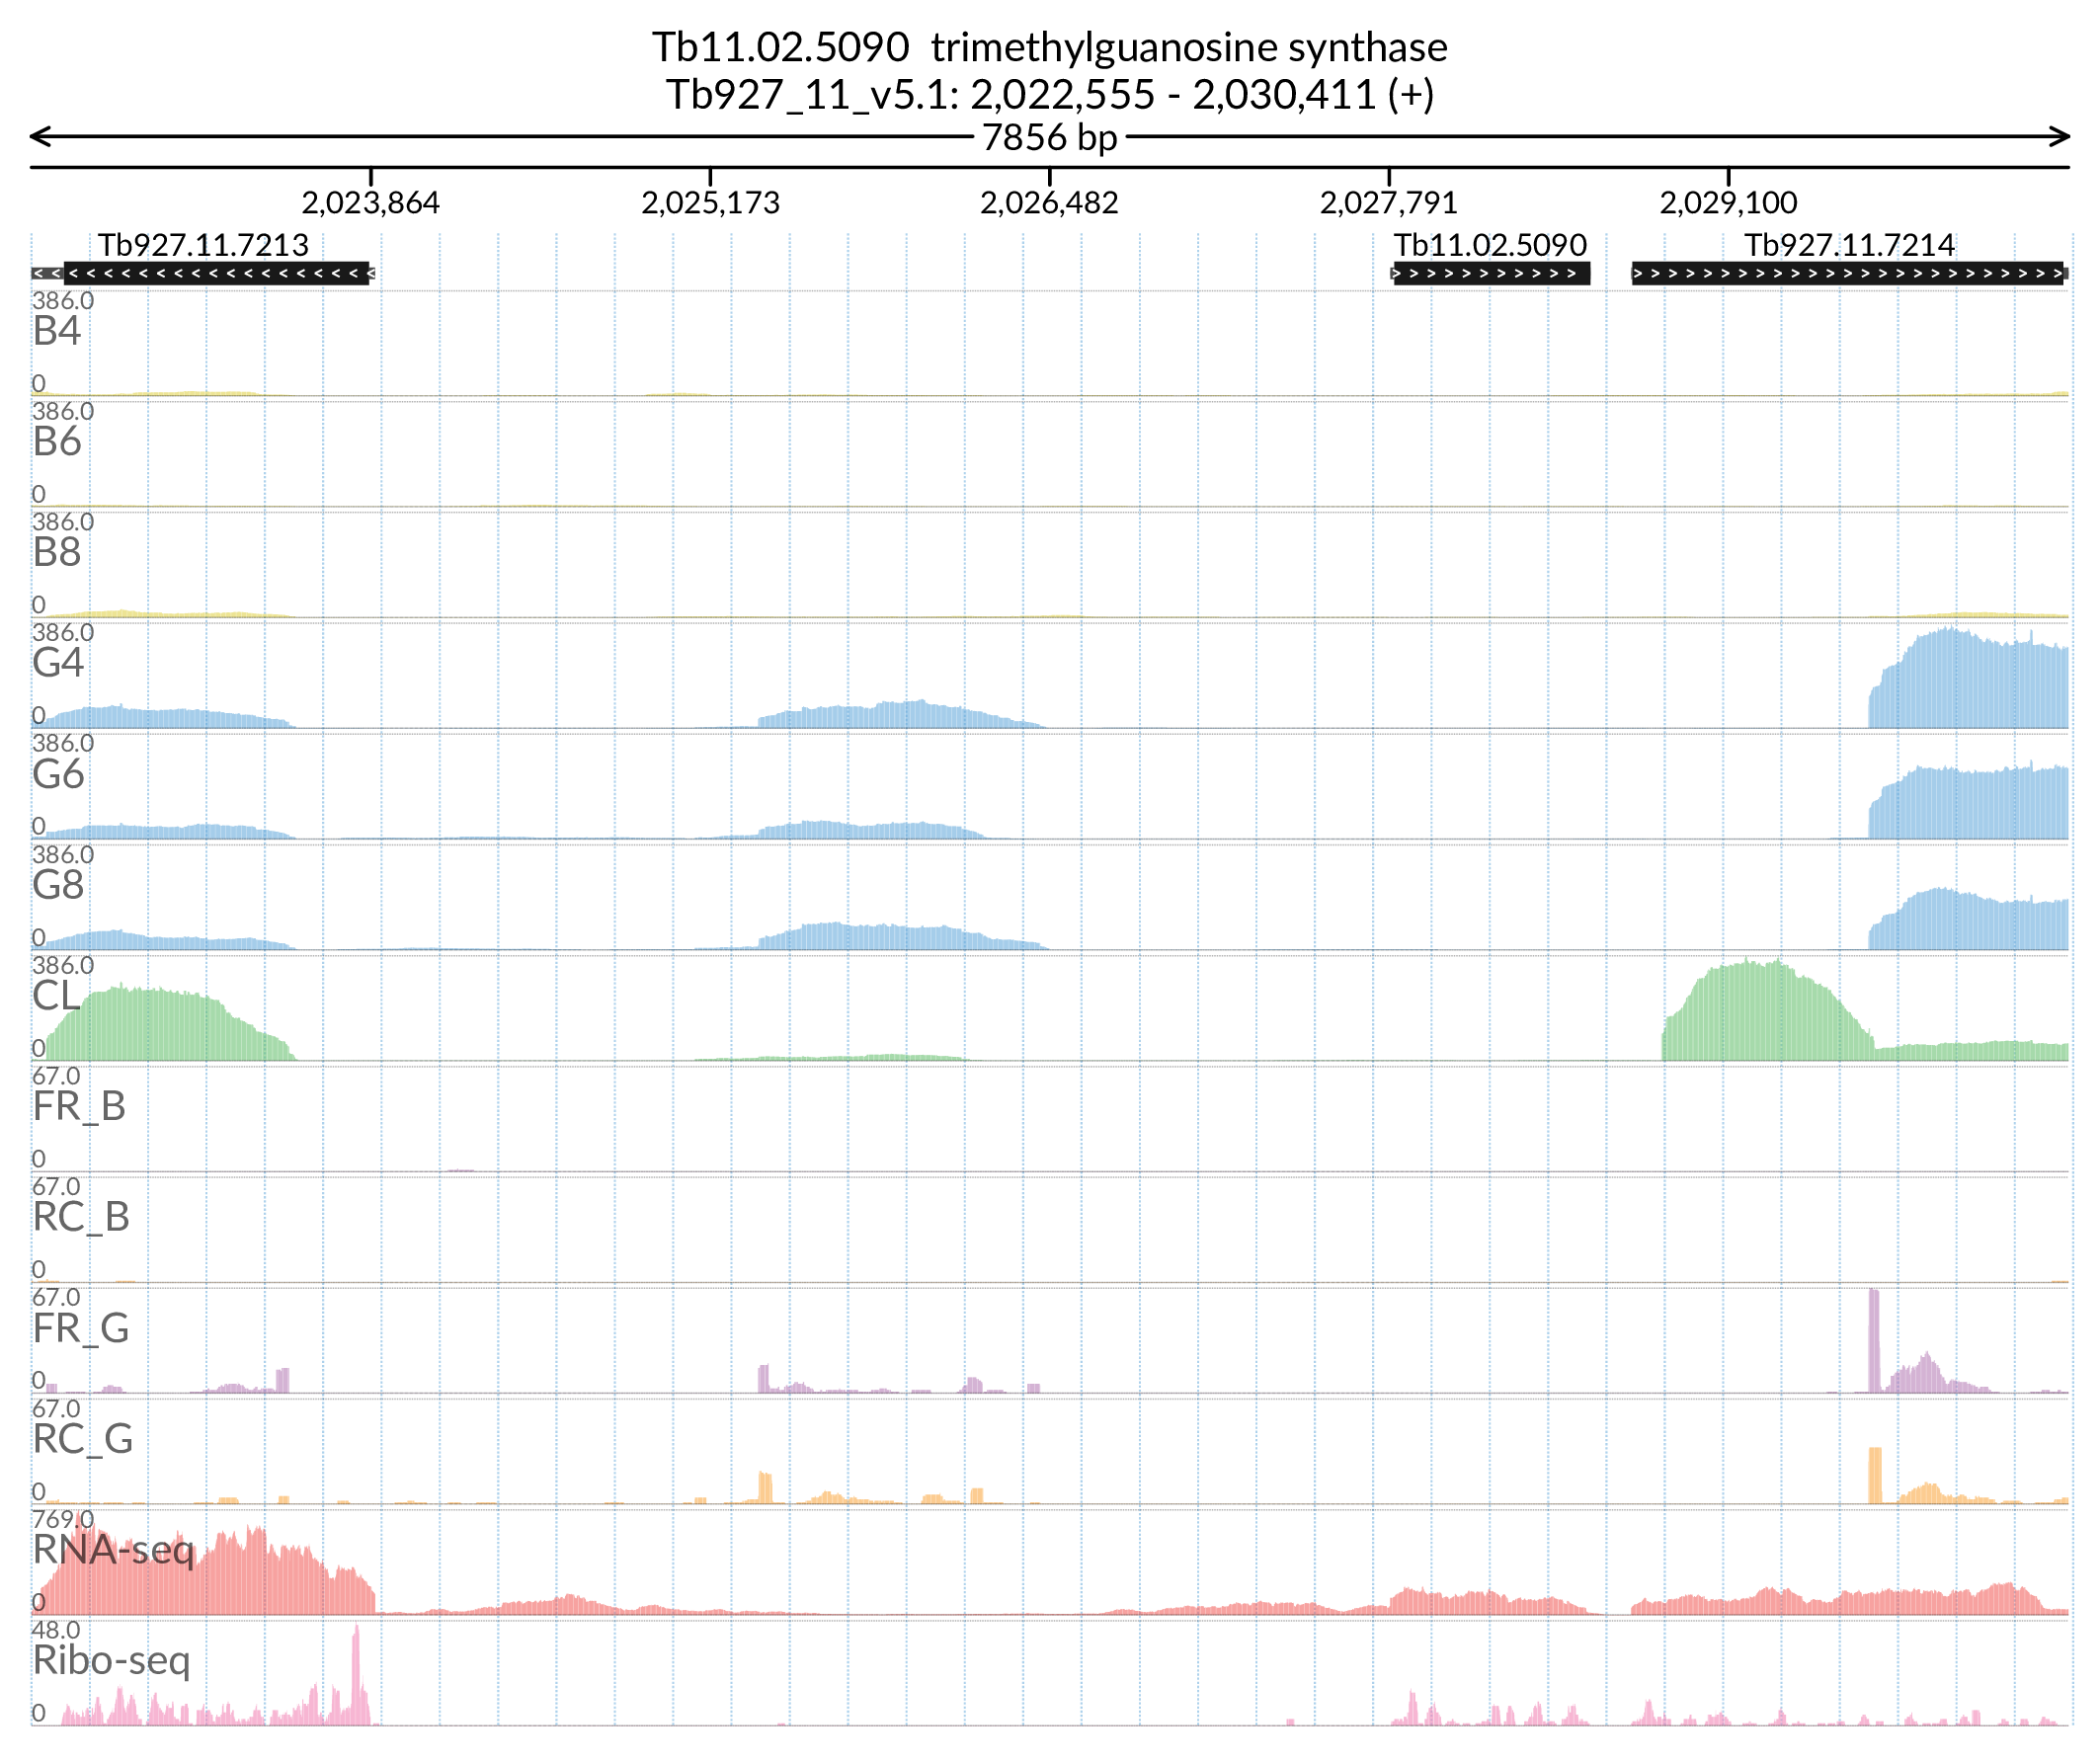 Tb11.02.5090 trimethylguanosine synthase
Tb927_11_v5.1: 2,022,555 - 2,030,411 (+)
7856 bp
2,023,864 2,025,173 2,026,482 2,027,791 2,029,100
Tb927.11.7213 Tb11.02.5090 Tb927.11.7214
386.0
B4
0
386.0
B6
0
386.0
B8
0
386.0
G4
0
386.0
G6
0
386.0
G8
0
386.0
CL
0
67.0
FR_B
0
67.0
RC_B
0
67.0
FR_G
0
67.0
RC_G
0
769.0
RNA-seq
0
48.0
Ribo-seq
0